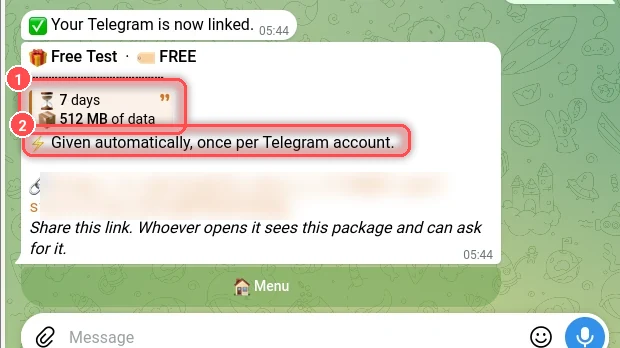 ✅ Your Telegram is now linked. 05:44
🎁 Free Test · 🏷️ FREE
1
⏳ 7 days
2
📦 512 MB of data
⚡ Given automatically, once per Telegram account.
🔗
s
Share this link. Whoever opens it sees this package and can ask
for it.
05:44
🏠 Menu
Message